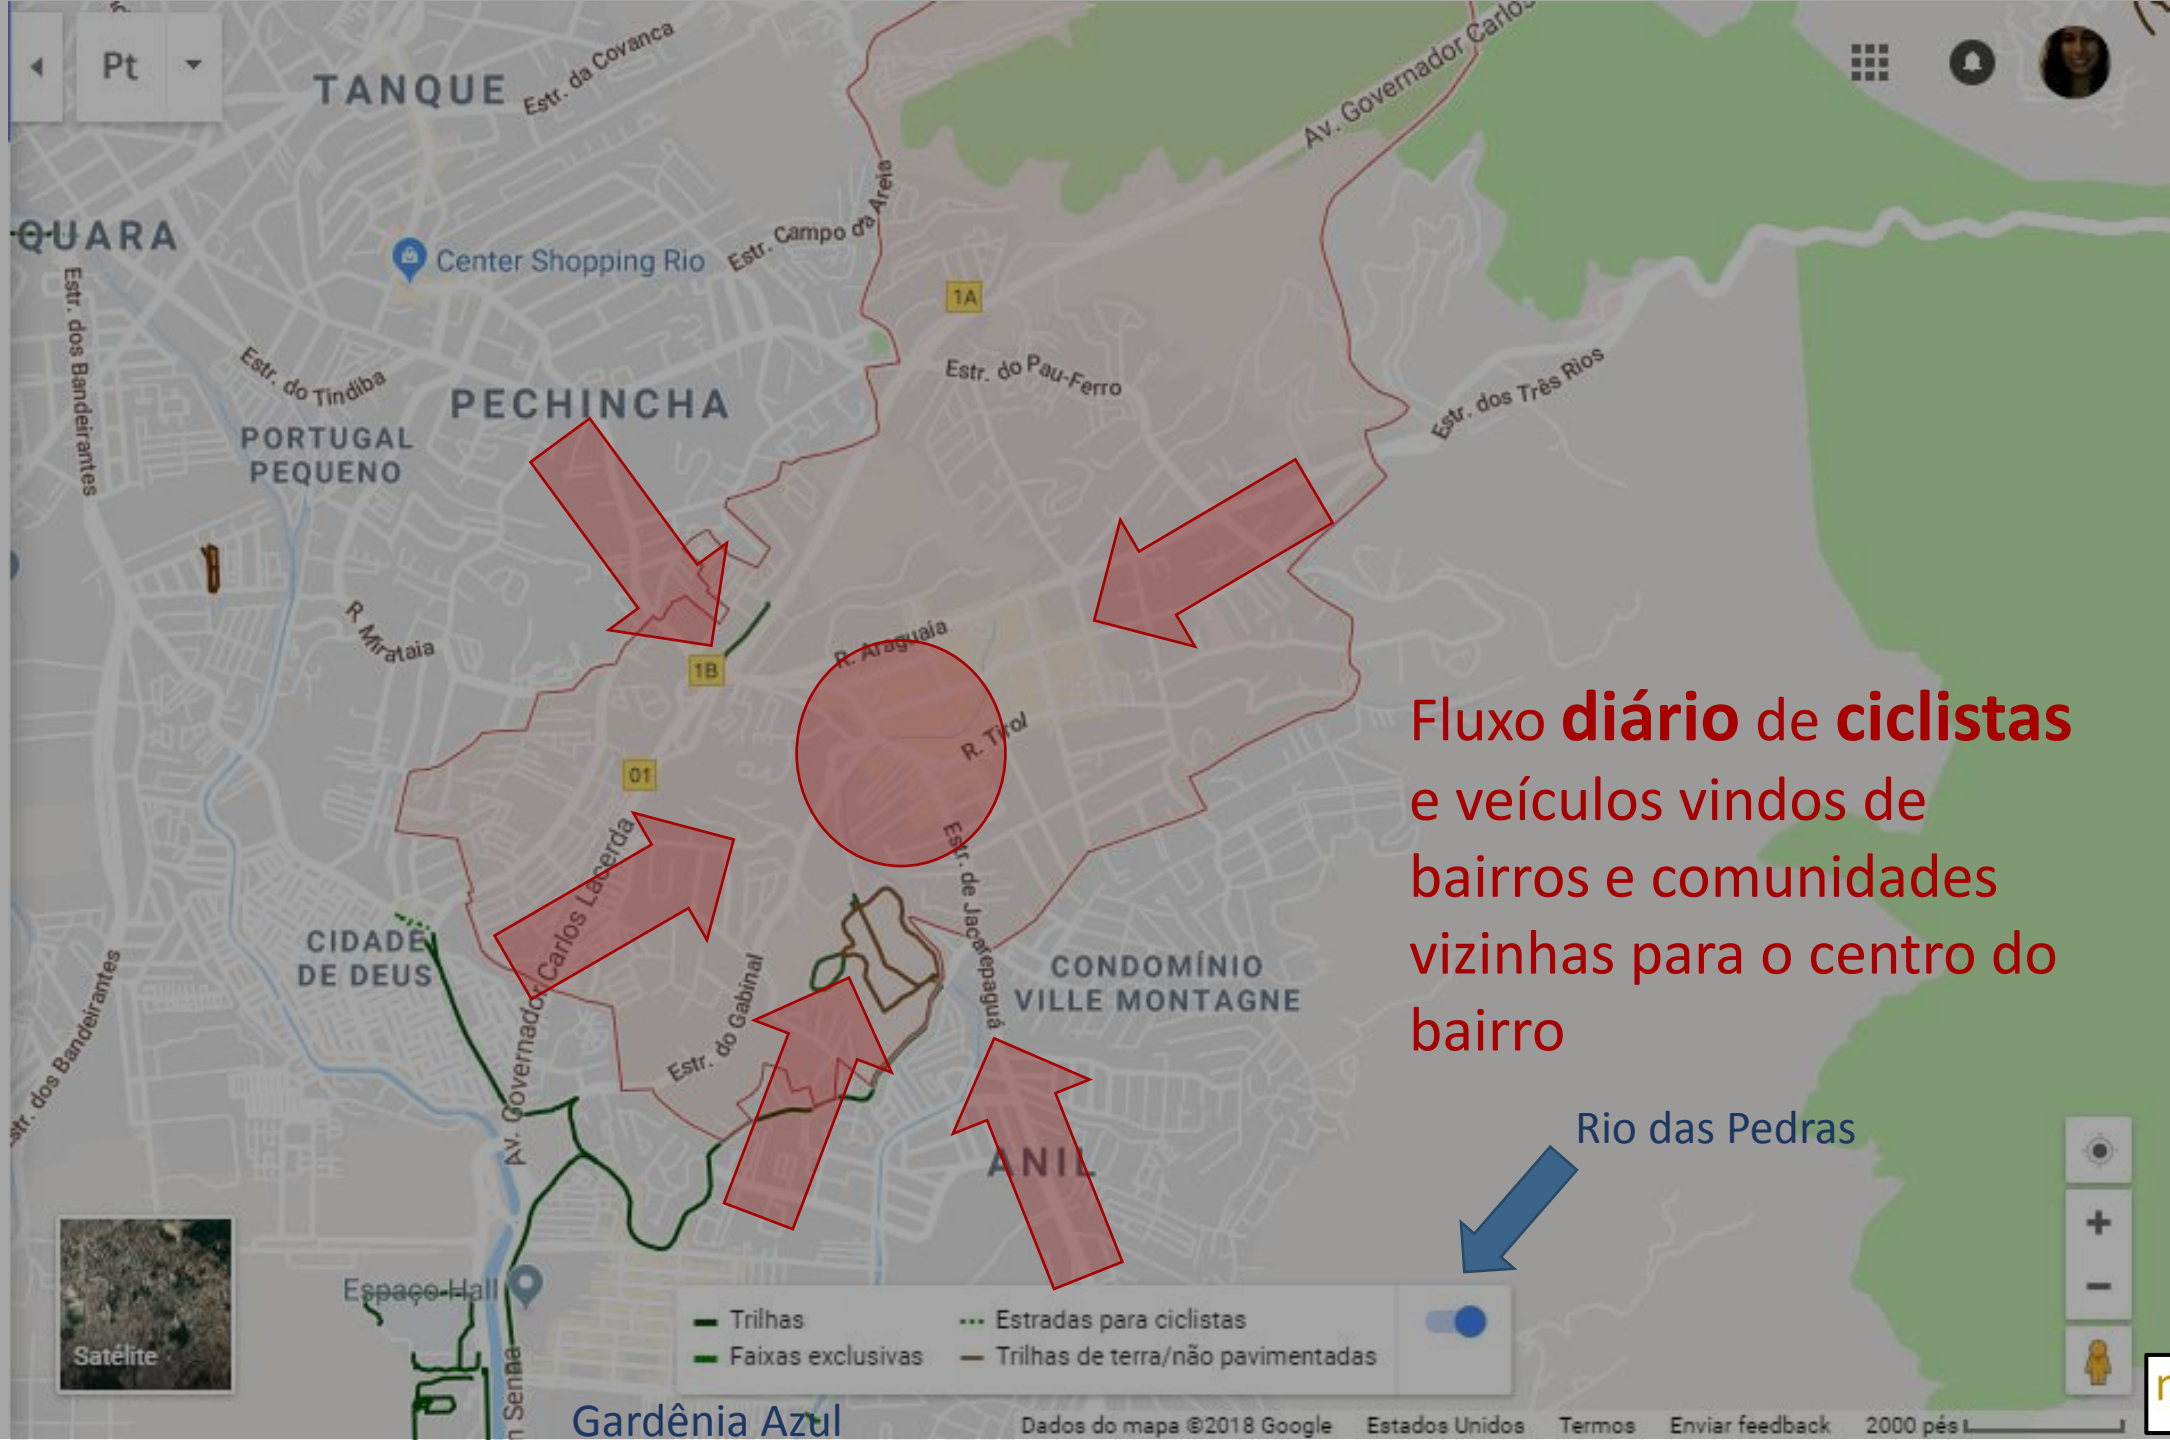 Pt
TANQUE
Estr. da Covanca
Av. Governador Carlos
QUARA
Center Shopping Rio
Estr. Campo da Areia
1A
Estr. dos Bandeirantes
Estr. do Tindiba
Estr. do Pau-Ferro
Estr. dos Três Rios
PECHINCHA
PORTUGAL
PEQUENO
R. Mirataia
R. Araguaia
1B
R. Tirol
01
Fluxo diário de ciclistas
e veículos vindos de
bairros e comunidades
vizinhas para o centro do
bairro
Av. Governador Carlos Lacerda
Estr. de Jacarepaguá
CIDADE
DE DEUS
CONDOMÍNIO
VILLE MONTAGNE
Estr. do Gabinal
Estr. dos Bandeirantes
Rio das Pedras
ANIL
Espaço Hall
Trilhas
Estradas para ciclistas
Faixas exclusivas
Trilhas de terra/não pavimentadas
Satélite
Senna
Gardênia Azul
Dados do mapa ©2018 Google Estados Unidos Termos Enviar feedback 2000 pés